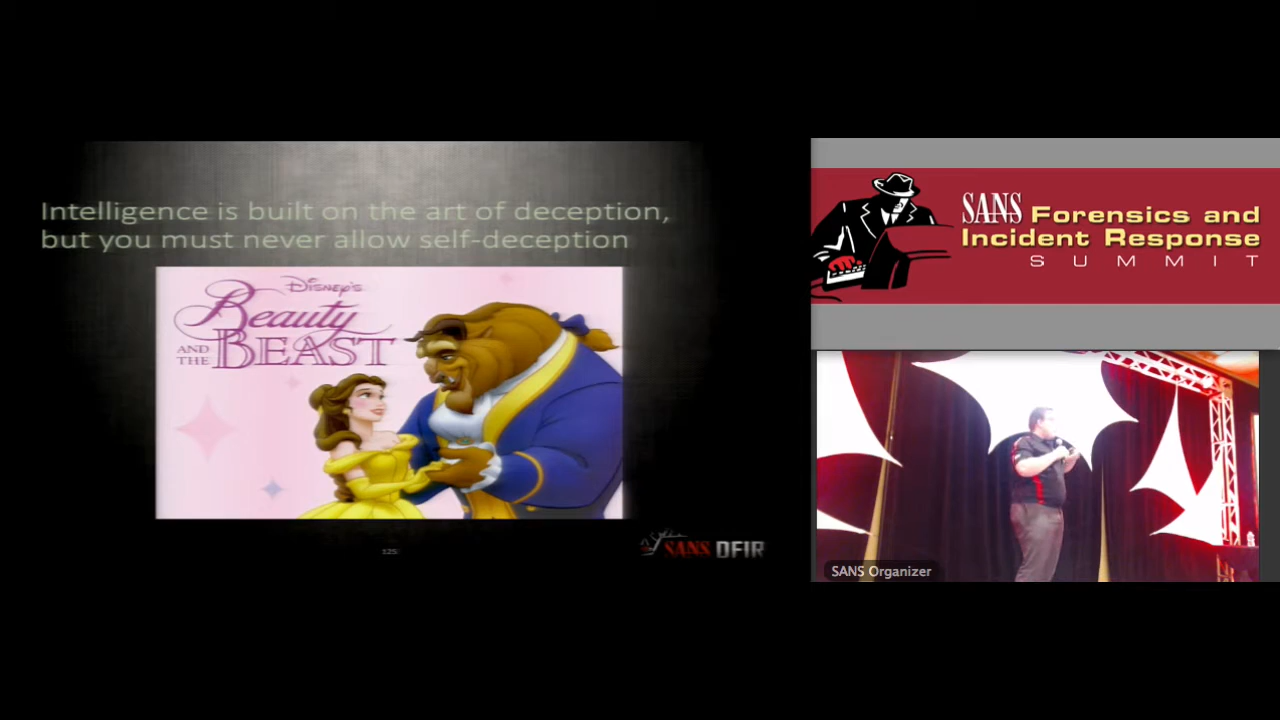 Intelligence is built on the art of deception,
but you must never allow self-deception
Disney's
Beauty
AND
THE
BEAST
125
SANS DFIR
SANS Forensics and
Incident Response
SUMMIT
SANS Organizer